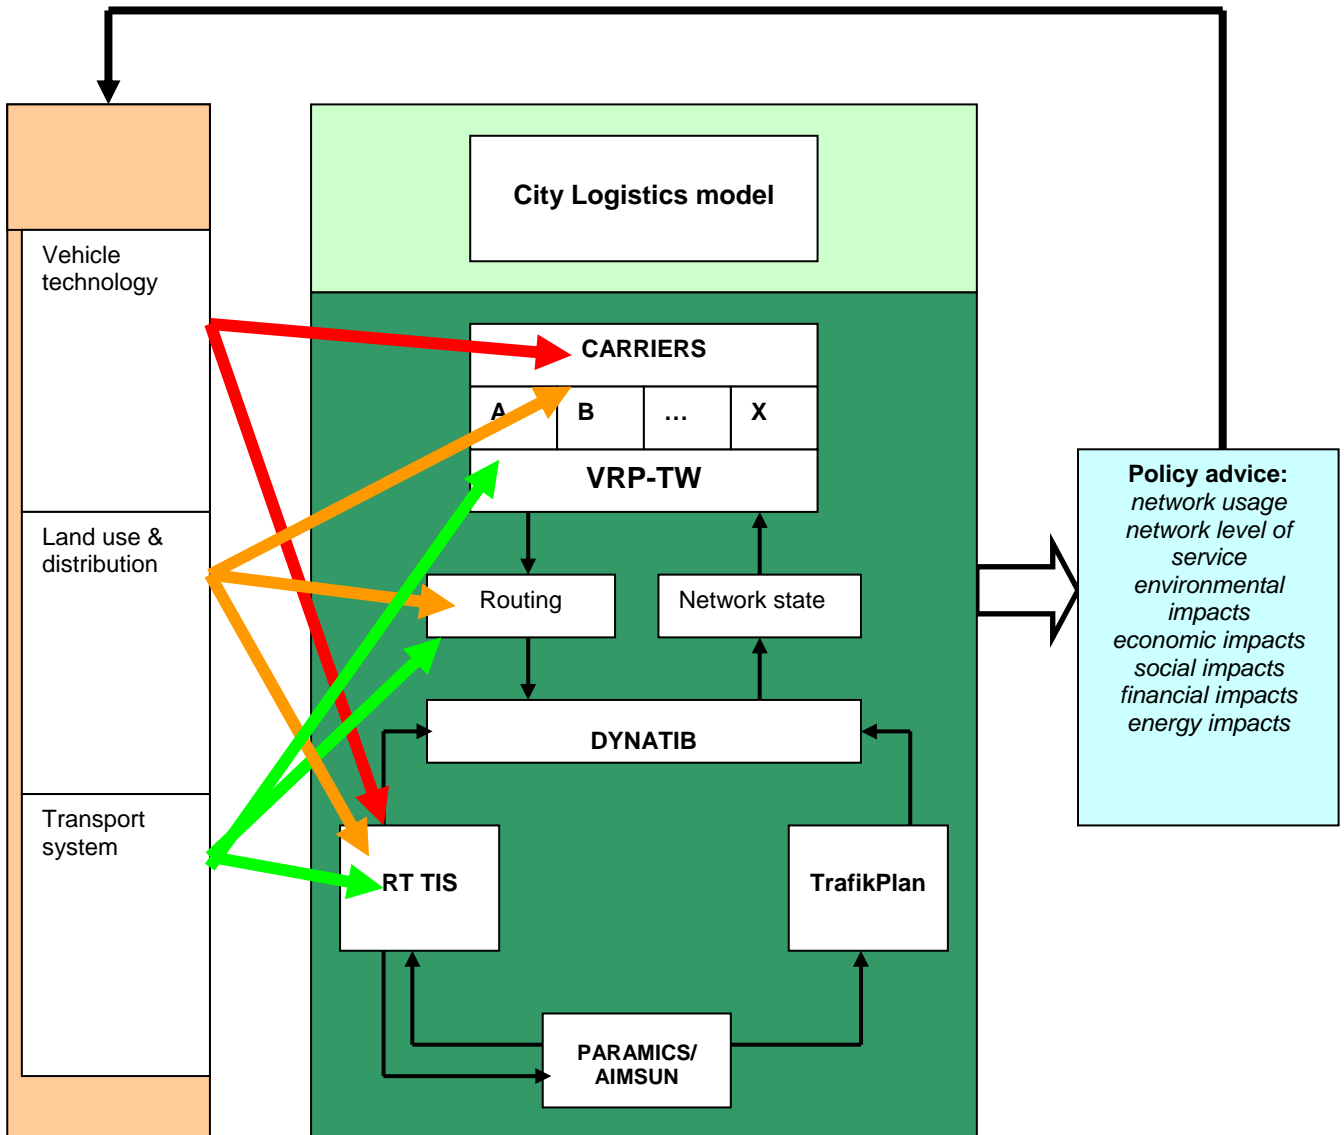 City Logistics model
Vehicle
technology
Land use &
distribution
Transport
system
CARRIERS
A
B
...
X
VRP-TW
Routing
Network state
DYNATIB
RT TIS
TrafikPlan
PARAMICS/
AIMSUN
Policy advice:
network usage
network level of
service
environmental
impacts
economic impacts
social impacts
financial impacts
energy impacts